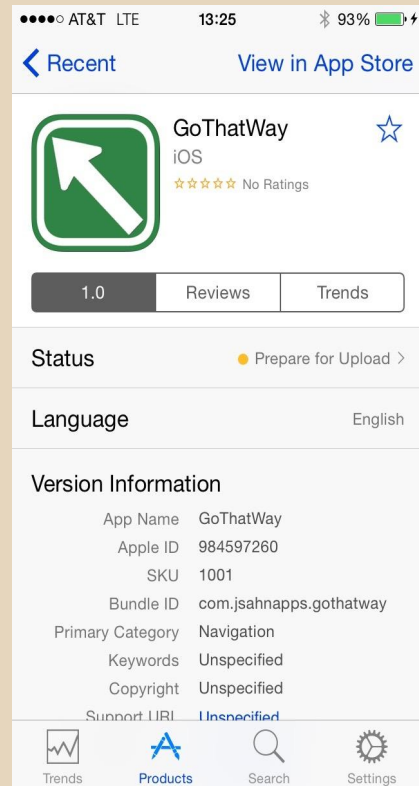 AT&T LTE 13:25 93%
Recent View in App Store
GoThatWay
iOS
No Ratings
1.0 Reviews Trends
Status Prepare for Upload
Language English
Version Information
App Name GoThatWay
Apple ID 984597260
SKU 1001
Bundle ID com.jsahnapps.gothatway
Primary Category Navigation
Keywords Unspecified
Copyright Unspecified
Support URL Unspecified
Trends Products Search Settings